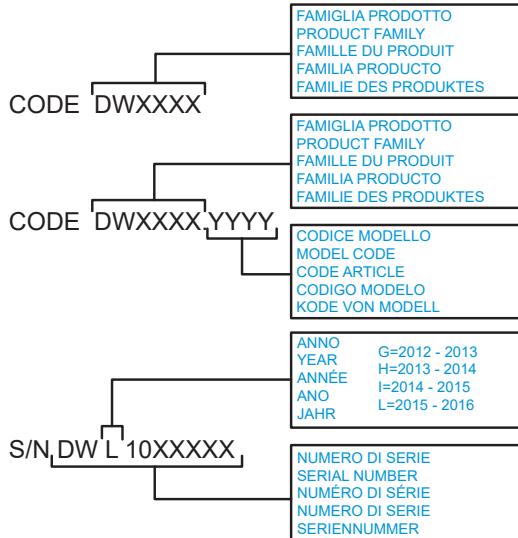 FAMIGLIA PRODOTTO
PRODUCT FAMILY
FAMILLE DU PRODUIT
FAMILIA PRODUCTO
FAMILIE DES PRODUKTES
CODE DWXXXX
FAMIGLIA PRODOTTO
PRODUCT FAMILY
FAMILLE DU PRODUIT
FAMILIA PRODUCTO
FAMILIE DES PRODUKTES
CODE DWXXXX.YYYY
CODICE MODELLO
MODEL CODE
CODE ARTICLE
CODIGO MODELO
KODE VON MODELL
ANNO
YEAR
ANNÉE
ANO
JAHR
G=2012 - 2013
H=2013 - 2014
I=2014 - 2015
L=2015 - 2016
S/N DW L 10XXXXX
NUMERO DI SERIE
SERIAL NUMBER
NUMÉRO DI SÉRIE
NUMERO DI SERIE
SERIENNUMMER